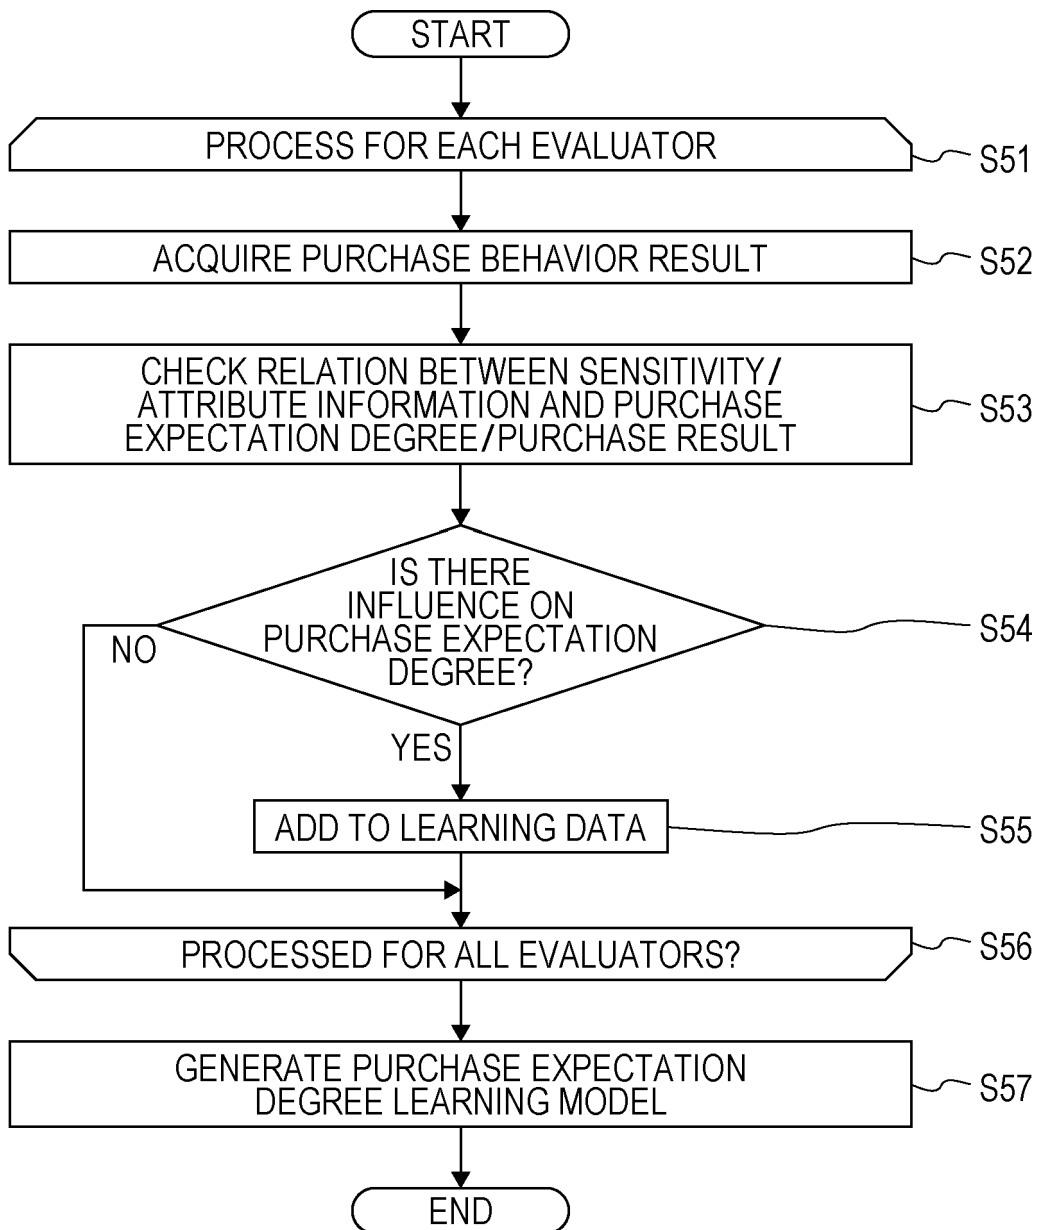 START
PROCESS FOR EACH EVALUATOR
S51
ACQUIRE PURCHASE BEHAVIOR RESULT
S52
CHECK RELATION BETWEEN SENSITIVITY/
ATTRIBUTE INFORMATION AND PURCHASE
EXPECTATION DEGREE/PURCHASE RESULT
S53
IS THERE
INFLUENCE ON
PURCHASE EXPECTATION
DEGREE?
S54
NO
YES
ADD TO LEARNING DATA
S55
PROCESSED FOR ALL EVALUATORS?
S56
GENERATE PURCHASE EXPECTATION
DEGREE LEARNING MODEL
S57
END